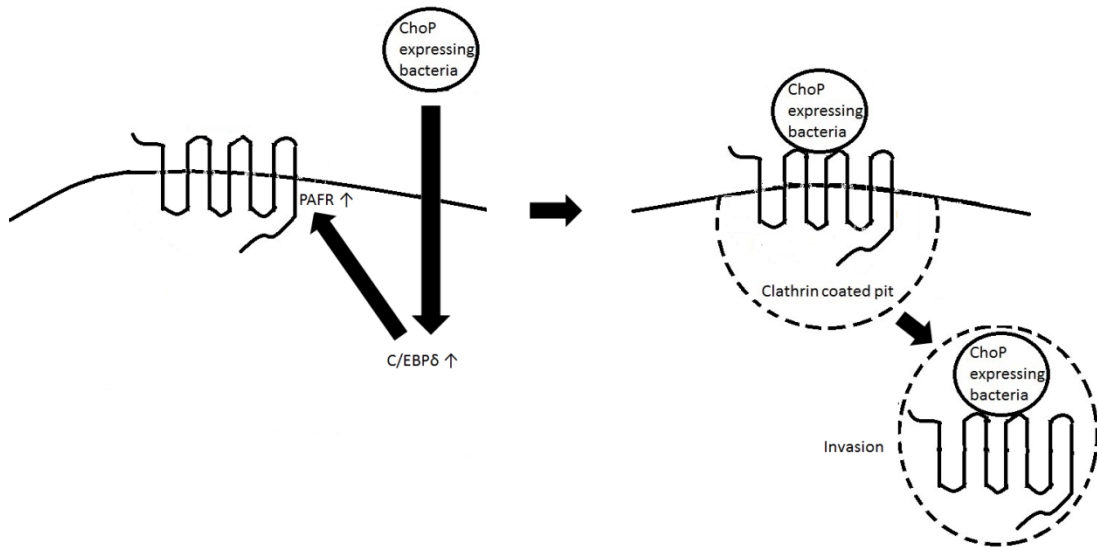 ChoP
expressing
bacteria
PAFR ↑
C/EBPδ ↑
ChoP
expressing
bacteria
Clathrin coated pit
ChoP
expressing
bacteria
Invasion